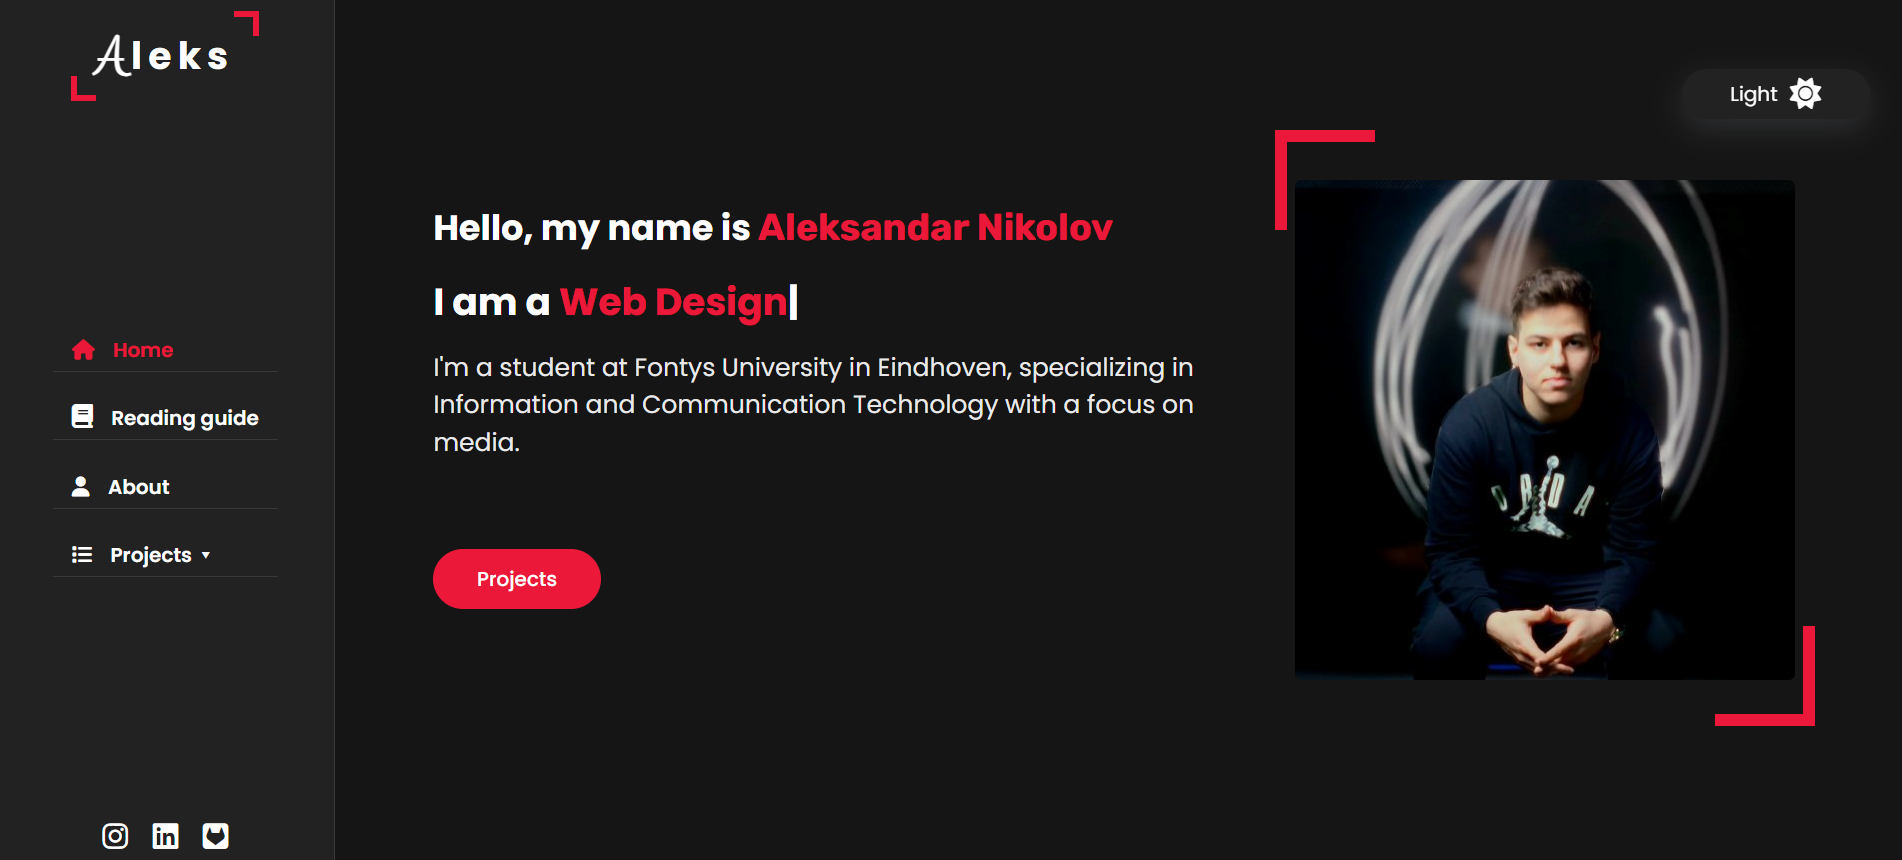 Aleks
Light
Hello, my name is Aleksandar Nikolov
I am a Web Design|
I'm a student at Fontys University in Eindhoven, specializing in
Information and Communication Technology with a focus on
media.
Projects
Home
Reading guide
About
Projects
in